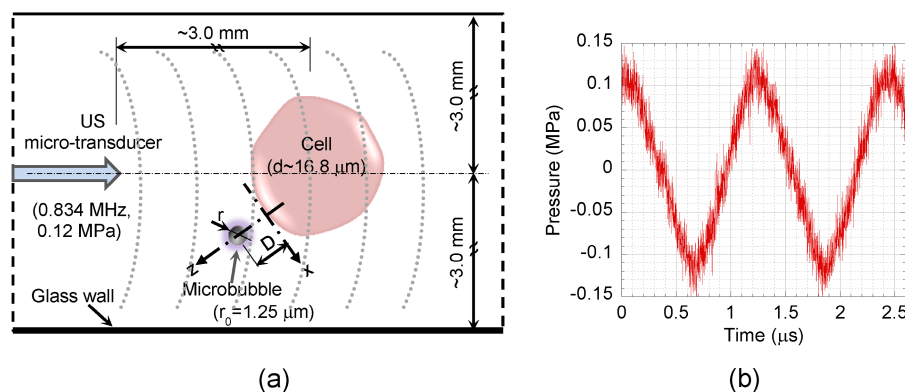 ~3.0 mm
US
micro-transducer
(0.834 MHz,
0.12 MPa)
Cell
(d~16.8 μm)
~3.0 mm
~3.0 mm
r
D
z
x
Microbubble
(r0=1.25 μm)
Glass wall
(a)
0.15
0.1
0.05
0
-0.05
-0.1
-0.15
Pressure (MPa)
0 0.5 1 1.5 2 2.5
Time (μs)
(b)